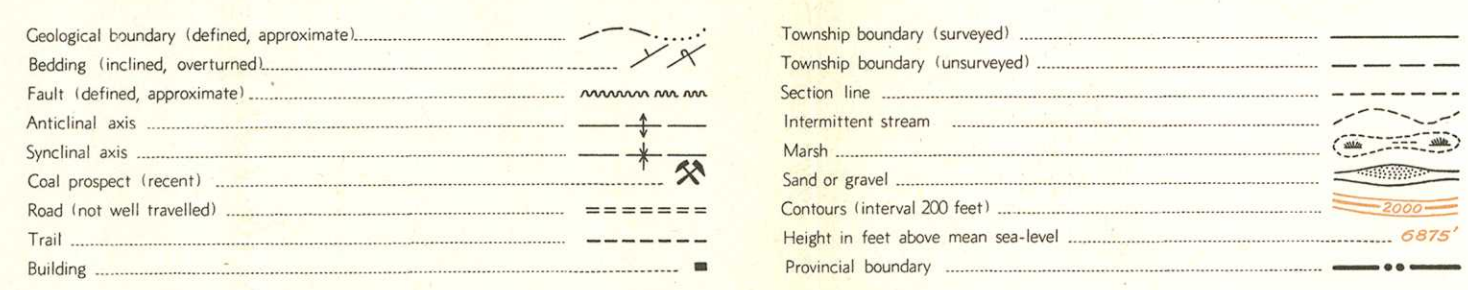 Geological boundary (defined, approximate)
Bedding (inclined, overturned)
Fault (defined, approximate)
Anticlinal axis
Synclinal axis
Coal prospect (recent)
Road (not well travelled)
Trail
Building
Township boundary (surveyed)
Township boundary (unsurveyed)
Section line
Intermittent stream
Marsh
Sand or gravel
Contours (interval 200 feet) 2000
Height in feet above mean sea-level 6875'
Provincial boundary